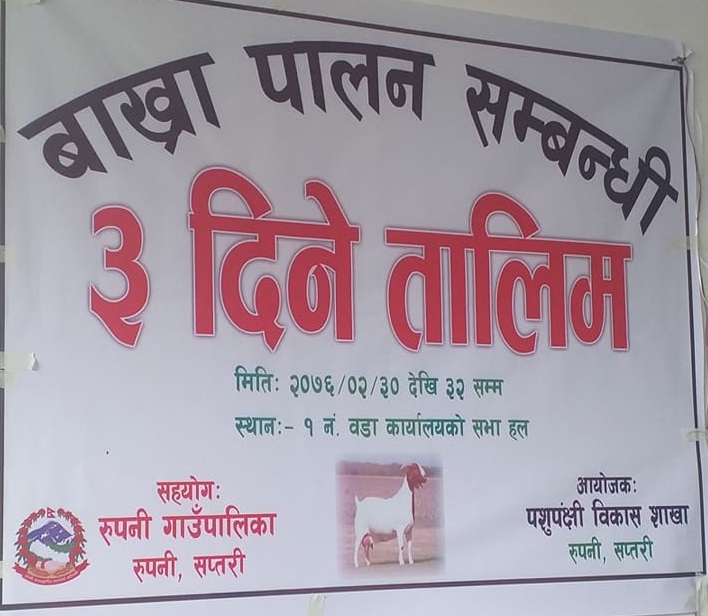 बाख्रा पालन सम्बन्धी
३ दिने तालिम
मिति: २०७६/०२/३० देखि ३२ सम्म
स्थान:- १ नं. वडा कार्यालयको सभा हल
सहयोग:
रुपनी गाउँपालिका
रुपनी, सप्तरी
आयोजक:
पशुपंक्षी विकास शाखा
रुपनी, सप्तरी